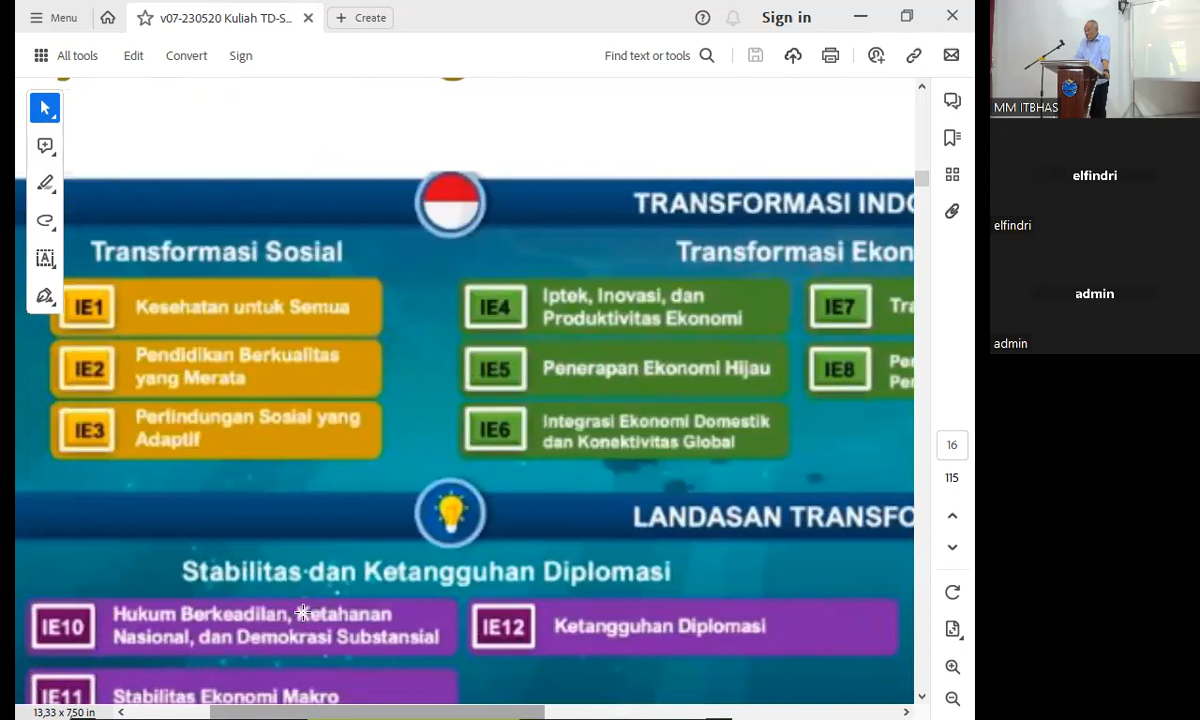 Menu
v07-230520 Kuliah TD-S...
Create
Sign in
All tools
Edit
Convert
Sign
Find text or tools
TRANSFORMASI INDO
Transformasi Sosial
Transformasi Ekon
IE1
Kesehatan untuk Semua
IE2
Pendidikan Berkualitas
yang Merata
IE3
Perlindungan Sosial yang
Adaptif
IE4
Iptek, Inovasi, dan
Produktivitas Ekonomi
IE5
Penerapan Ekonomi Hijau
IE6
Integrasi Ekonomi Domestik
dan Konektivitas Global
IE7
Tra
IE8
Per
Per
LANDASAN TRANSFO
Stabilitas dan Ketangguhan Diplomasi
IE10
Hukum Berkeadilan, Ketahanan
Nasional, dan Demokrasi Substansial
IE12
Ketangguhan Diplomasi
IE11
Stabilitas Ekonomi Makro
13,33 x 7,50 in
16
115
MM ITBHAS
elfindri
elfindri
admin
admin